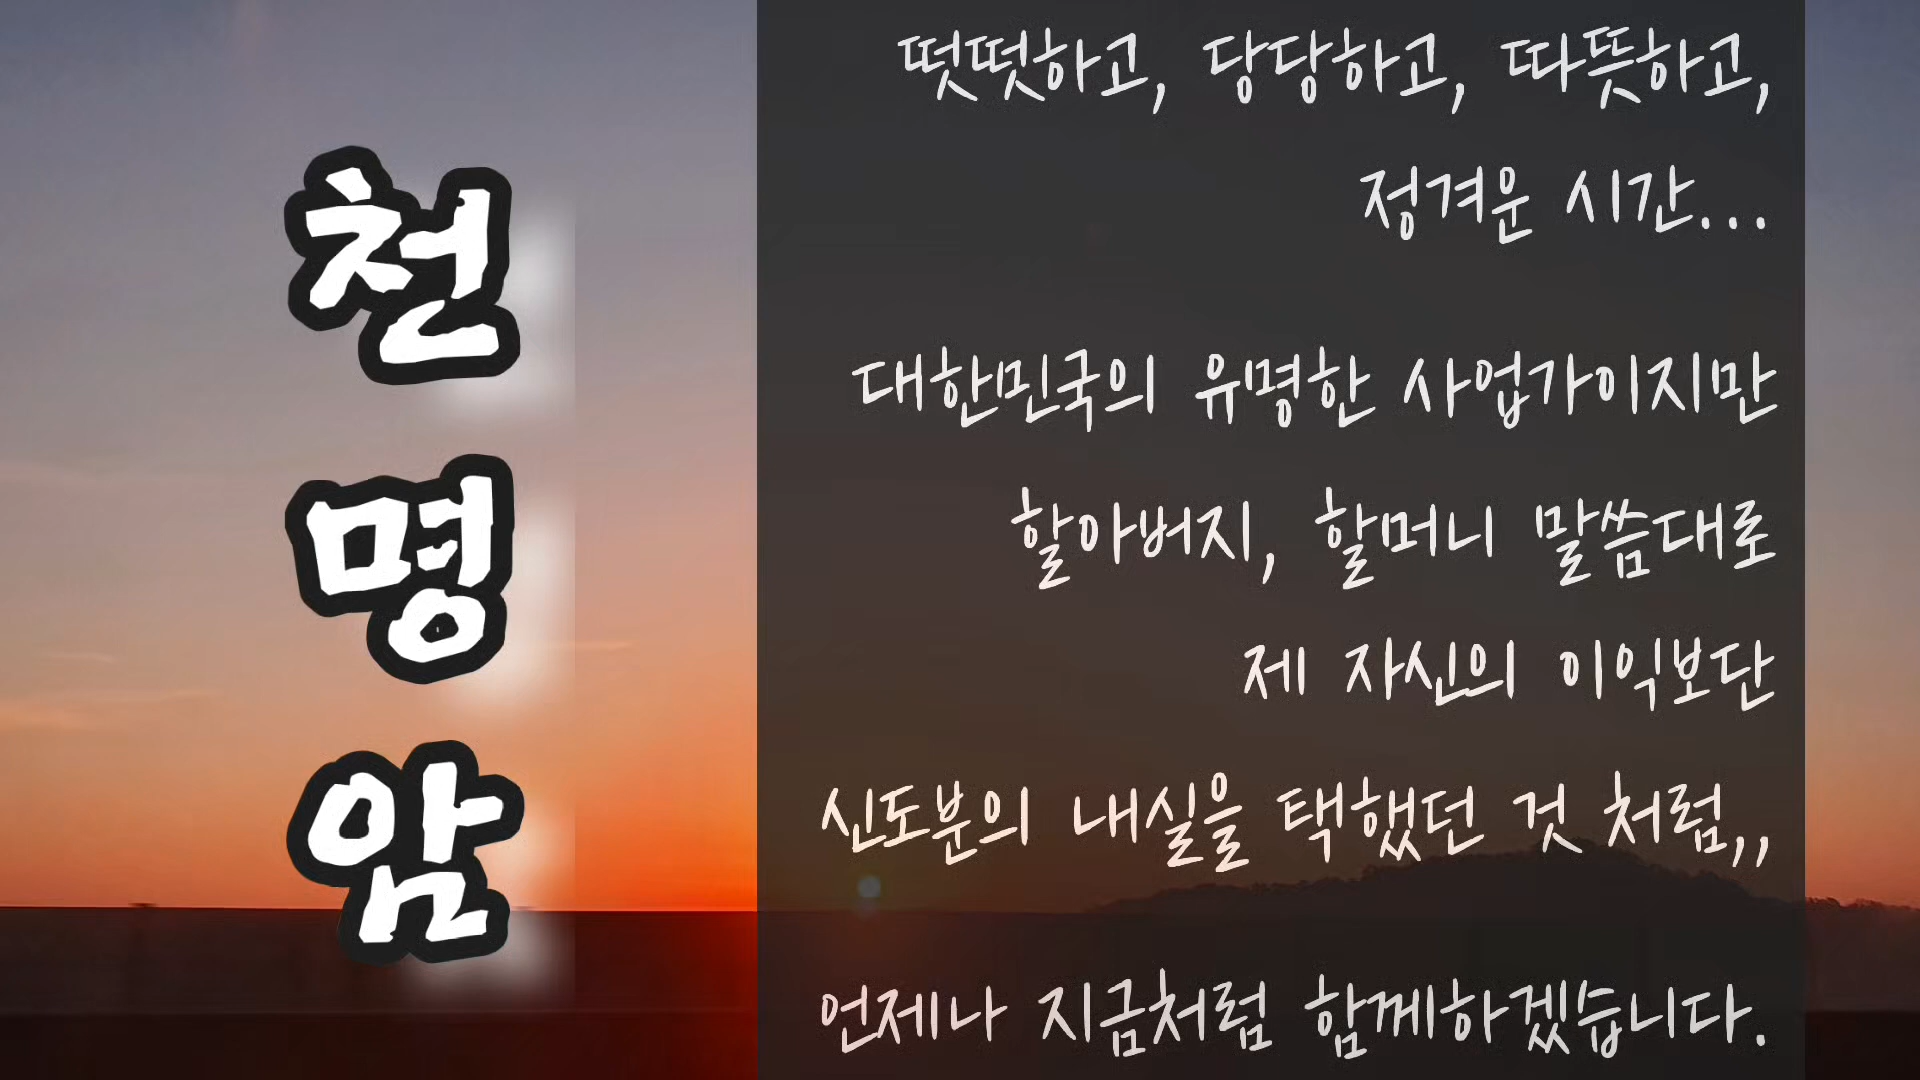 천
명
암
떳떳하고, 당당하고, 따뜻하고,
정겨운 시간...
대한민국의 유명한 사업가이지만
할아버지, 할머니 말씀대로
제 자신의 이익보단
신도분의 내실을 택했던 것 처럼,,
언제나 지금처럼 함께하겠습니다.